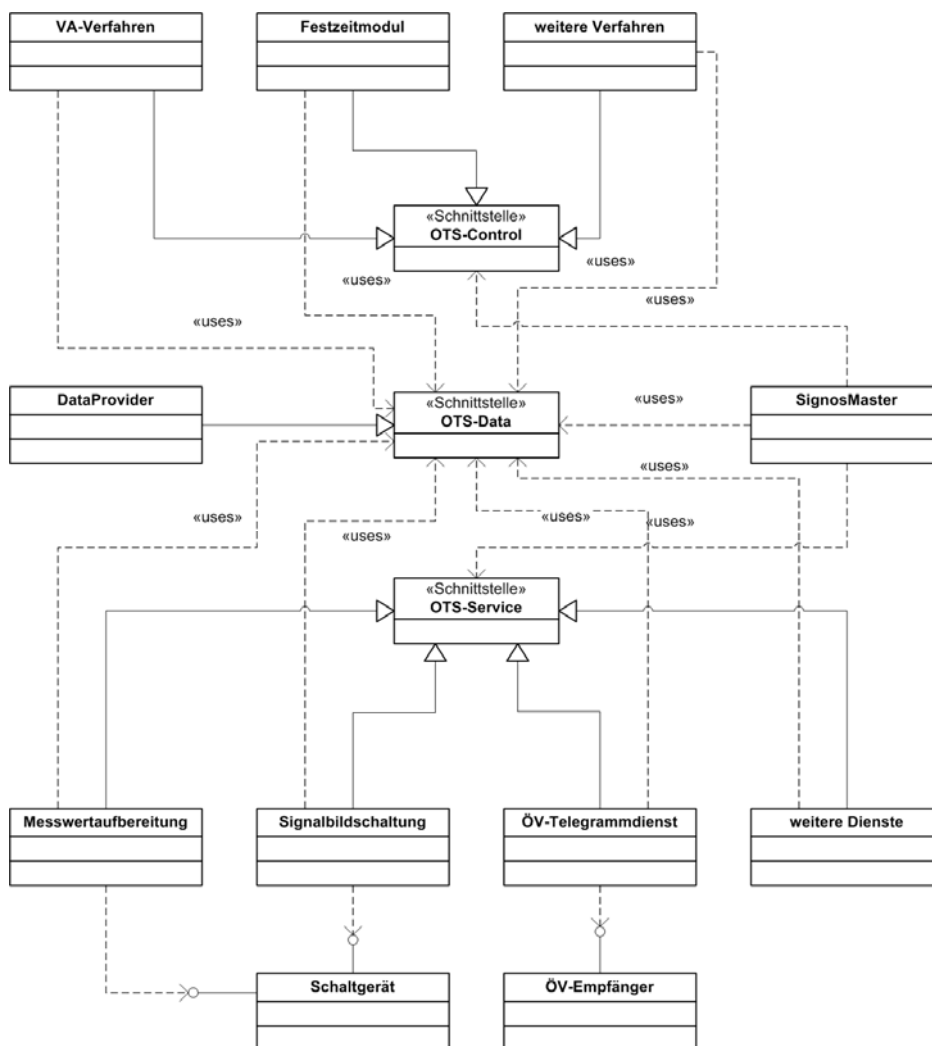 VA-Verfahren
Festzeitmodul
weitere Verfahren
«Schnittstelle»
OTS-Control
«uses»
«uses»
«uses»
«uses»
DataProvider
«Schnittstelle»
OTS-Data
«uses»
SignosMaster
«uses»
«uses»
«uses»
«uses»
«uses»
«Schnittstelle»
OTS-Service
Messwertaufbereitung
Signalbildschaltung
ÖV-Telegrammdienst
weitere Dienste
Schaltgerät
ÖV-Empfänger